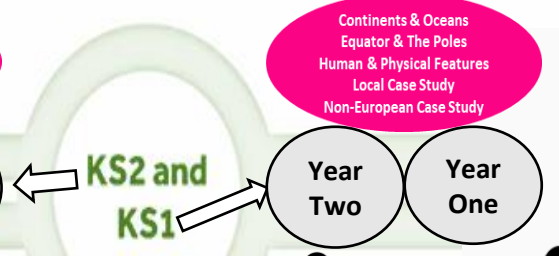 Continents & Oceans
Equator & The Poles
Human & Physical Features
Local Case Study
Non-European Case Study
KS2 and
KS1
Year
Two
Year
One